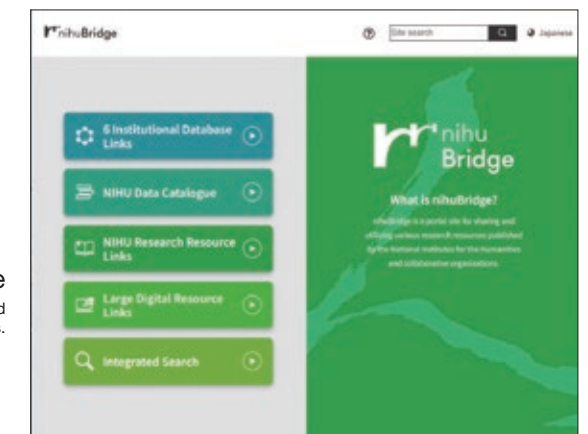 nihuBridge
Site search
Japanese
6 Institutional Database
Links
NIHU Data Catalogue
NIHU Research Resource
Links
Large Digital Resource
Links
Integrated Search
nihu
Bridge
What is nihuBridge?
nihuBridge is a portal site for sharing and
utilizing various research resources published
by the National Institutes for the Humanities
and collaborative organizations.
e
d
s.